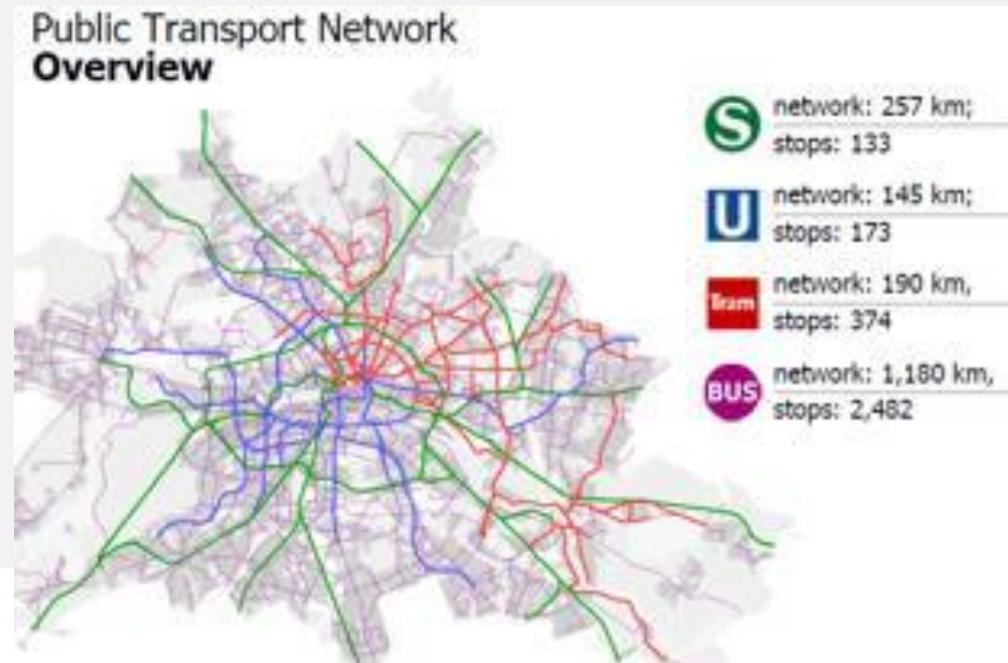 Public Transport Network
Overview
S
network: 257 km;
stops: 133
U
network: 145 km;
stops: 173
Tram
network: 190 km,
stops: 374
BUS
network: 1,180 km,
stops: 2,482